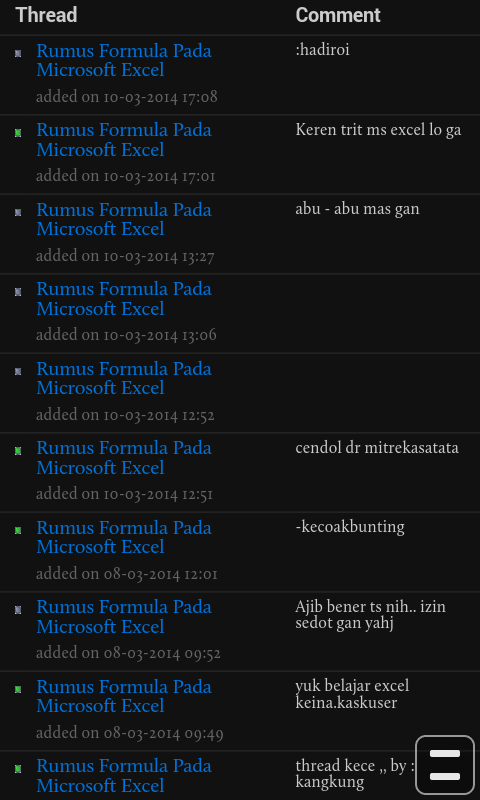 Thread Comment
Rumus Formula Pada :hadiroi
Microsoft Excel
added on 10-03-2014 17:08
Rumus Formula Pada Keren trit ms excel lo ga
Microsoft Excel
added on 10-03-2014 17:01
Rumus Formula Pada abu - abu mas gan
Microsoft Excel
added on 10-03-2014 13:27
Rumus Formula Pada
Microsoft Excel
added on 10-03-2014 13:06
Rumus Formula Pada
Microsoft Excel
added on 10-03-2014 12:52
Rumus Formula Pada cendol dr mitrekasatata
Microsoft Excel
added on 10-03-2014 12:51
Rumus Formula Pada -kecoakbunting
Microsoft Excel
added on 08-03-2014 12:01
Rumus Formula Pada Ajib bener ts nih.. izin
Microsoft Excel sedot gan yahj
added on 08-03-2014 09:52
Rumus Formula Pada yuk belajar excel
Microsoft Excel keina.kaskuser
added on 08-03-2014 09:49
Rumus Formula Pada thread kece ,, by :
Microsoft Excel kangkung